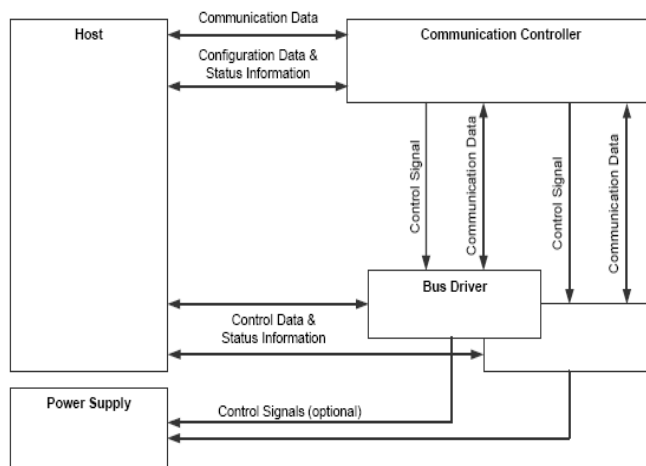 Communication Data
Host
Communication Controller
Configuration Data &
Status Information
Control Signal
Communication Data
Control Signal
Communication Data
Bus Driver
Control Data &
Status Information
Power Supply
Control Signals (optional)